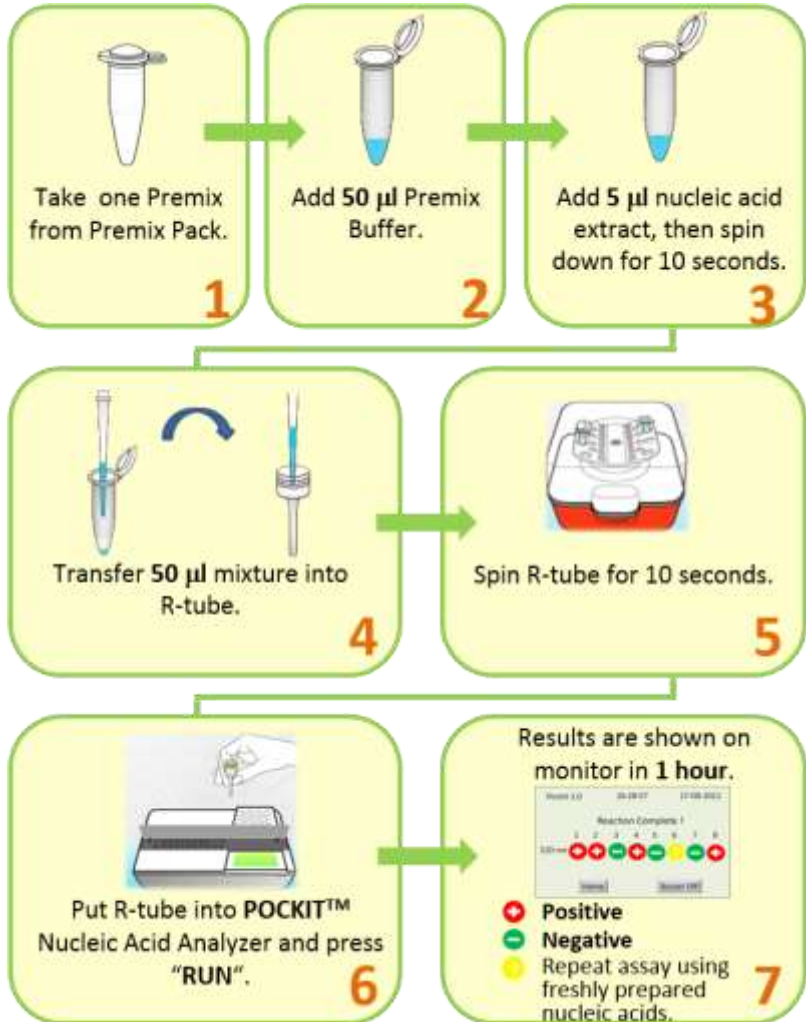 Take one Premix
from Premix Pack.
1
Add 50 µl Premix
Buffer.
2
Add 5 µl nucleic acid
extract, then spin
down for 10 seconds.
3
Transfer 50 µl mixture into
R-tube.
4
Spin R-tube for 10 seconds.
5
Put R-tube into POCKIT™
Nucleic Acid Analyzer and press
“RUN“.
6
Results are shown on
monitor in 1 hour.
Reaction Complete !
1 2 3 4 5 6 7 8
520 nm
Positive
Negative
Repeat assay using
freshly prepared
nucleic acids.
7